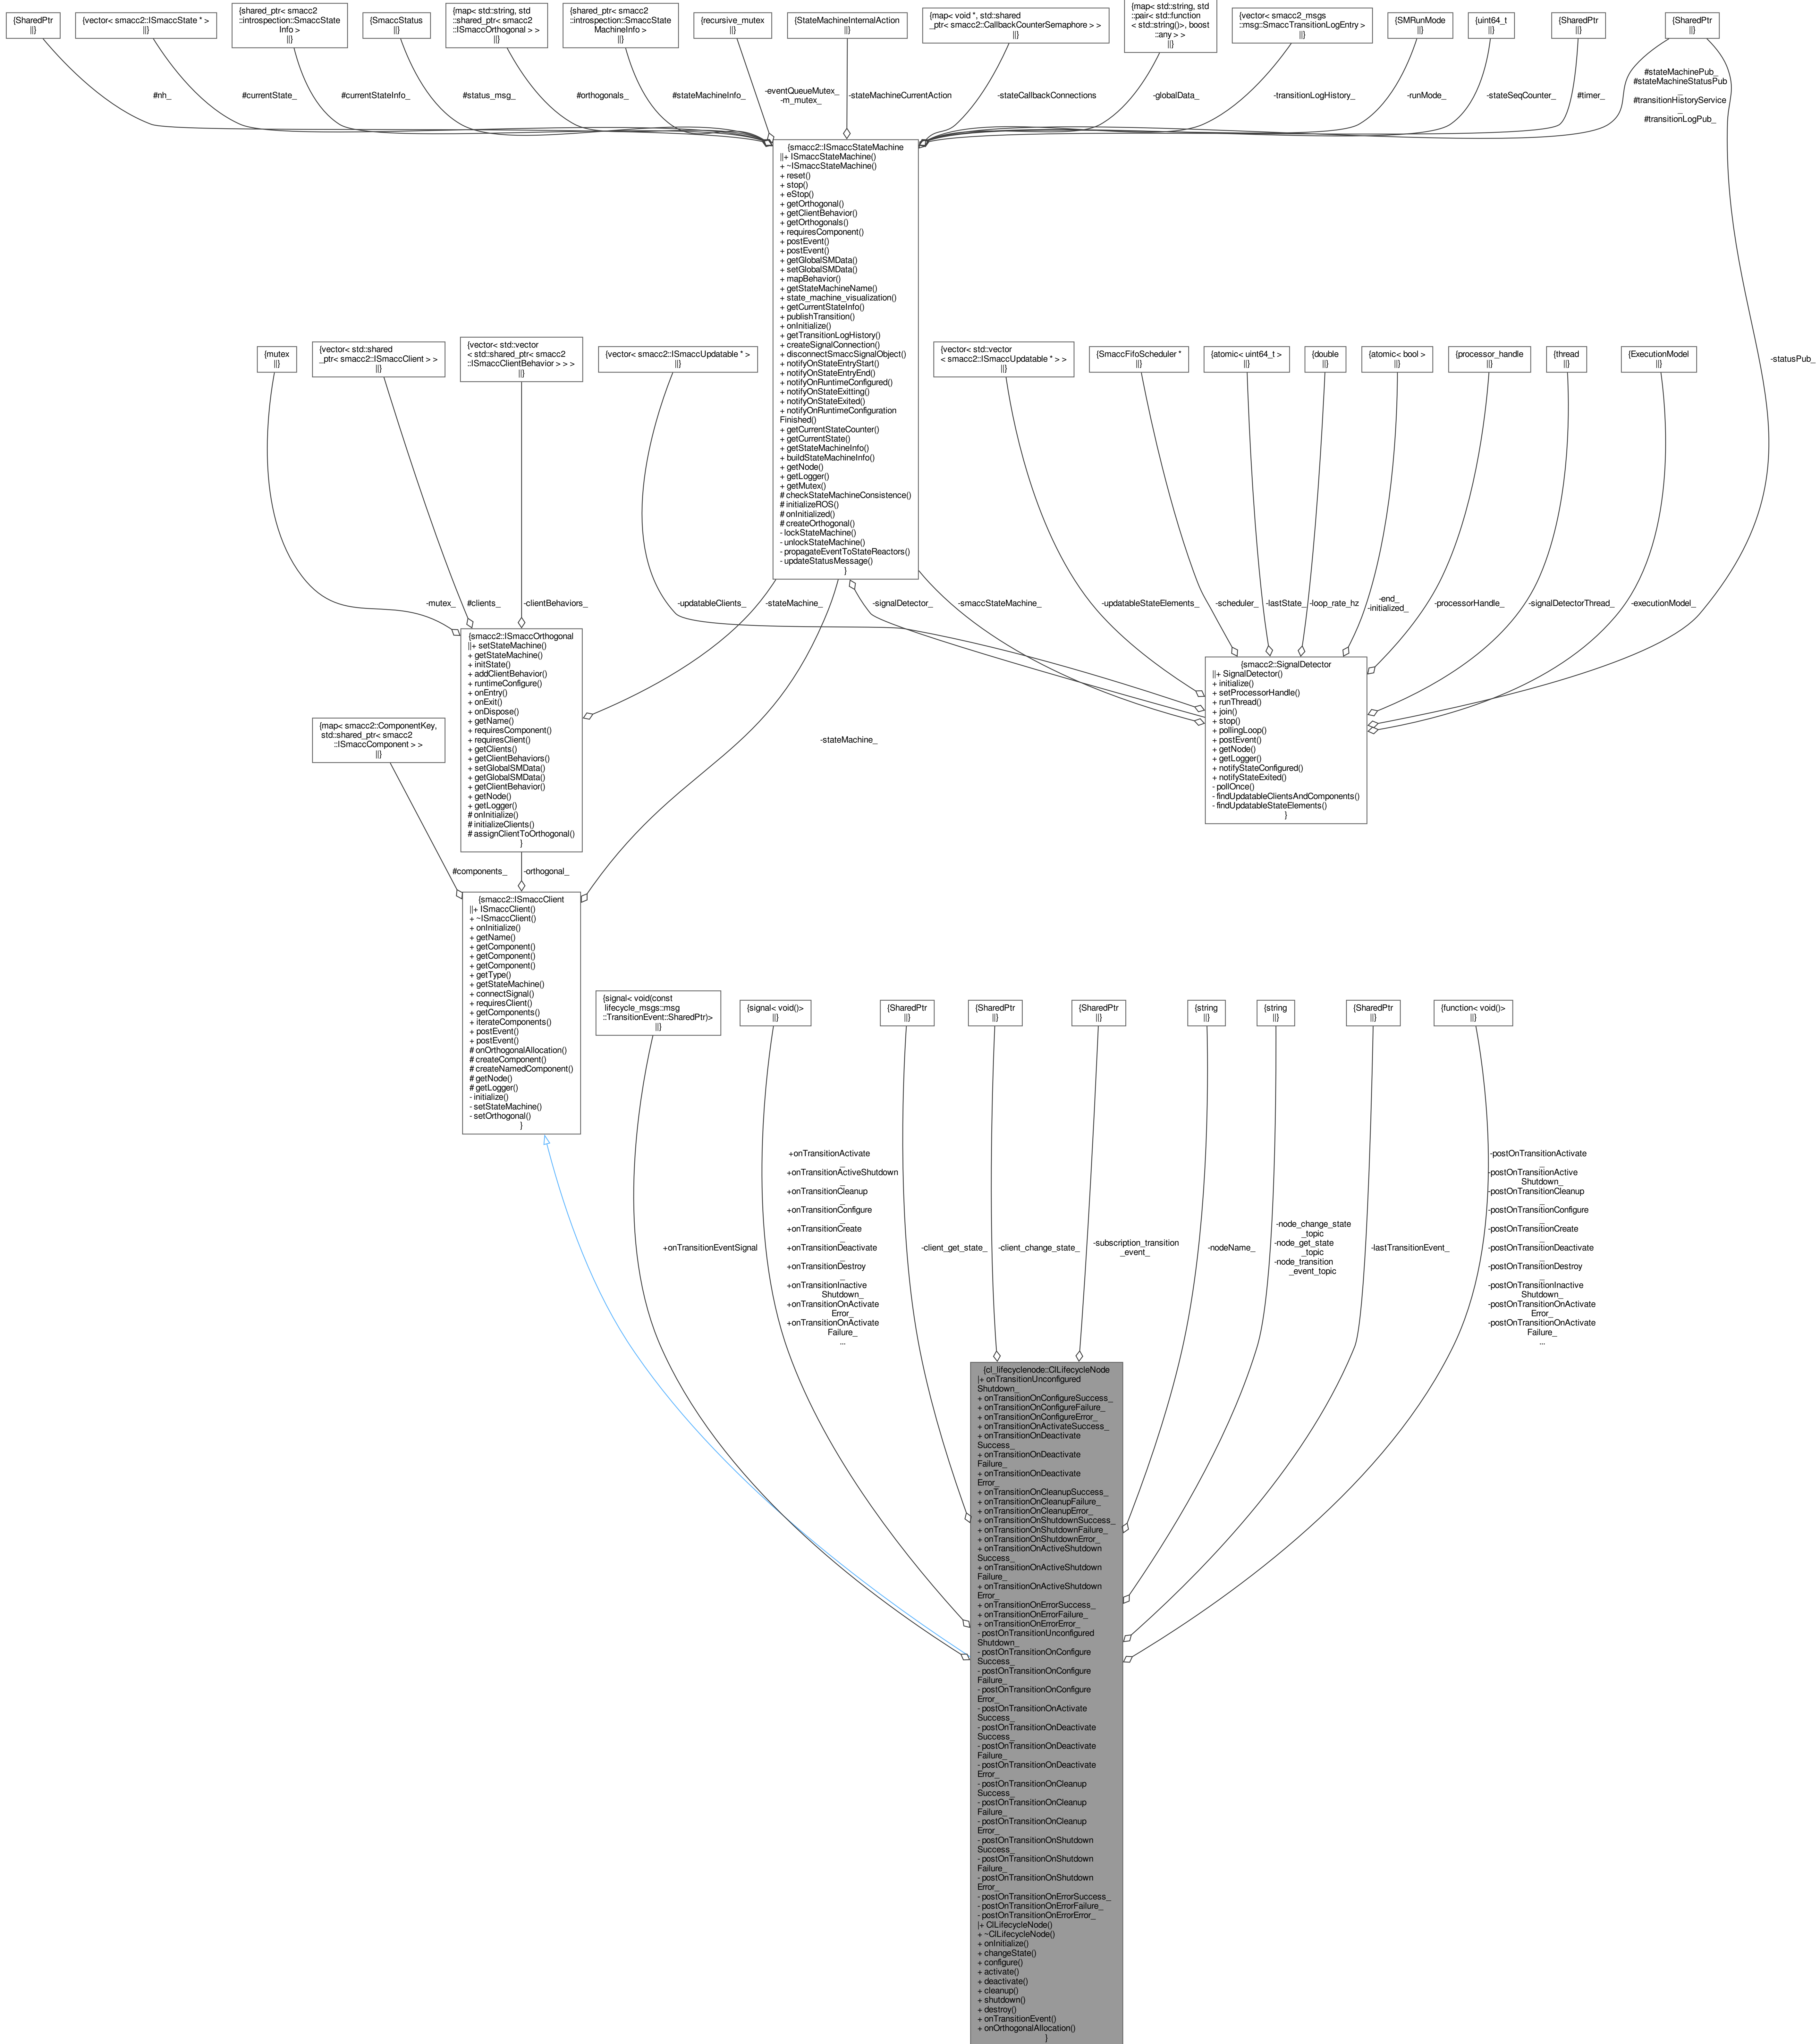 {SharedPtr
||}
{vector< smacc2::ISmaccState * >
||}
{shared_ptr< smacc2
::introspection::SmaccState
Info >
||}
{SmaccStatus
||}
{map< std::string, std
::shared_ptr< smacc2
::ISmaccOrthogonal > >
||}
{shared_ptr< smacc2
::introspection::SmaccState
MachineInfo >
||}
{recursive_mutex
||}
{StateMachineInternalAction
||}
{map< void *, std::shared
_ptr< smacc2::CallbackCounterSemaphore > >
||}
{map< std::string, std
::pair< std::function
< std::string()>, boost
::any > >
||}
{vector< smacc2_msgs
::msg::SmaccTransitionLogEntry >
||}
{SMRunMode
||}
{uint64_t
||}
{SharedPtr
||}
{SharedPtr
||}
#nh_
#currentState_
#currentStateInfo_
#status_msg_
#orthogonals_
#stateMachineInfo_
-eventQueueMutex_
-m_mutex_
-stateMachineCurrentAction
-stateCallbackConnections
-globalData_
-transitionLogHistory_
-runMode_
-stateSeqCounter_
#timer_
#stateMachinePub_
#stateMachineStatusPub
_
#transitionHistoryService
_
#transitionLogPub_
{smacc2::ISmaccStateMachine
||+ ISmaccStateMachine()
+ ~ISmaccStateMachine()
+ reset()
+ stop()
+ eStop()
+ getOrthogonal()
+ getClientBehavior()
+ getOrthogonals()
+ requiresComponent()
+ postEvent()
+ postEvent()
+ getGlobalSMData()
+ setGlobalSMData()
+ mapBehavior()
+ getStateMachineName()
+ state_machine_visualization()
+ getCurrentStateInfo()
+ publishTransition()
+ onInitialize()
+ getTransitionLogHistory()
+ createSignalConnection()
+ disconnectSmaccSignalObject()
+ notifyOnStateEntryStart()
+ notifyOnStateEntryEnd()
+ notifyOnRuntimeConfigured()
+ notifyOnStateExitting()
+ notifyOnStateExited()
+ notifyOnRuntimeConfiguration
Finished()
+ getCurrentStateCounter()
+ getCurrentState()
+ getStateMachineInfo()
+ buildStateMachineInfo()
+ getNode()
+ getLogger()
+ getMutex()
# checkStateMachineConsistence()
# initializeROS()
# onInitialized()
# createOrthogonal()
- lockStateMachine()
- unlockStateMachine()
- propagateEventToStateReactors()
- updateStatusMessage()
}
{mutex
||}
{vector< std::shared
_ptr< smacc2::ISmaccClient > >
||}
{vector< std::vector
< std::shared_ptr< smacc2
::ISmaccClientBehavior > > >
||}
{vector< smacc2::ISmaccUpdatable * >
||}
{vector< std::vector
< smacc2::ISmaccUpdatable * > >
||}
{SmaccFifoScheduler *
||}
{atomic< uint64_t >
||}
{double
||}
{atomic< bool >
||}
{processor_handle
||}
{thread
||}
{ExecutionModel
||}
-statusPub_
-mutex_
#clients_
-clientBehaviors_
-updatableClients_
-stateMachine_
-signalDetector_
-smaccStateMachine_
-updatableStateElements_
-scheduler_
-lastState_
-loop_rate_hz
-end_
-initialized_
-processorHandle_
-signalDetectorThread_
-executionModel_
{smacc2::ISmaccOrthogonal
||+ setStateMachine()
+ getStateMachine()
+ initState()
+ addClientBehavior()
+ runtimeConfigure()
+ onEntry()
+ onExit()
+ onDispose()
+ getName()
+ requiresComponent()
+ requiresClient()
+ getClients()
+ getClientBehaviors()
+ setGlobalSMData()
+ getGlobalSMData()
+ getClientBehavior()
+ getNode()
+ getLogger()
# onInitialize()
# initializeClients()
# assignClientToOrthogonal()
}
{smacc2::SignalDetector
||+ SignalDetector()
+ initialize()
+ setProcessorHandle()
+ runThread()
+ join()
+ stop()
+ pollingLoop()
+ postEvent()
+ getNode()
+ getLogger()
+ notifyStateConfigured()
+ notifyStateExited()
- pollOnce()
- findUpdatableClientsAndComponents()
- findUpdatableStateElements()
}
{map< smacc2::ComponentKey,
std::shared_ptr< smacc2
::ISmaccComponent > >
||}
-stateMachine_
#components_
-orthogonal_
{smacc2::ISmaccClient
||+ ISmaccClient()
+ ~ISmaccClient()
+ onInitialize()
+ getName()
+ getComponent()
+ getComponent()
+ getComponent()
+ getType()
+ getStateMachine()
+ connectSignal()
+ requiresClient()
+ getComponents()
+ iterateComponents()
+ postEvent()
+ postEvent()
# onOrthogonalAllocation()
# createComponent()
# createNamedComponent()
# getNode()
# getLogger()
- initialize()
- setStateMachine()
- setOrthogonal()
}
{signal< void(const
lifecycle_msgs::msg
::TransitionEvent::SharedPtr)>
||}
{signal< void()>
||}
{SharedPtr
||}
{SharedPtr
||}
{SharedPtr
||}
{string
||}
{string
||}
{SharedPtr
||}
{function< void()>
||}
+onTransitionEventSignal
+onTransitionActivate
_
+onTransitionActiveShutdown
_
+onTransitionCleanup
_
+onTransitionConfigure
_
+onTransitionCreate
_
+onTransitionDeactivate
_
+onTransitionDestroy
_
+onTransitionInactive
Shutdown_
+onTransitionOnActivate
Error_
+onTransitionOnActivate
Failure_
...
-client_get_state_
-client_change_state_
-subscription_transition
_event_
-nodeName_
-node_change_state
_topic
-node_get_state
_topic
-node_transition
_event_topic
-lastTransitionEvent_
-postOnTransitionActivate
_
-postOnTransitionActive
Shutdown_
-postOnTransitionCleanup
_
-postOnTransitionConfigure
_
-postOnTransitionCreate
_
-postOnTransitionDeactivate
_
-postOnTransitionDestroy
_
-postOnTransitionInactive
Shutdown_
-postOnTransitionOnActivate
Error_
-postOnTransitionOnActivate
Failure_
...
{cl_lifecyclenode::ClLifecycleNode
|+ onTransitionUnconfigured
Shutdown_
+ onTransitionOnConfigureSuccess_
+ onTransitionOnConfigureFailure_
+ onTransitionOnConfigureError_
+ onTransitionOnActivateSuccess_
+ onTransitionOnDeactivate
Success_
+ onTransitionOnDeactivate
Failure_
+ onTransitionOnDeactivate
Error_
+ onTransitionOnCleanupSuccess_
+ onTransitionOnCleanupFailure_
+ onTransitionOnCleanupError_
+ onTransitionOnShutdownSuccess_
+ onTransitionOnShutdownFailure_
+ onTransitionOnShutdownError_
+ onTransitionOnActiveShutdown
Success_
+ onTransitionOnActiveShutdown
Failure_
+ onTransitionOnActiveShutdown
Error_
+ onTransitionOnErrorSuccess_
+ onTransitionOnErrorFailure_
+ onTransitionOnErrorError_
- postOnTransitionUnconfigured
Shutdown_
- postOnTransitionOnConfigure
Success_
- postOnTransitionOnConfigure
Failure_
- postOnTransitionOnConfigure
Error_
- postOnTransitionOnActivate
Success_
- postOnTransitionOnDeactivate
Success_
- postOnTransitionOnDeactivate
Failure_
- postOnTransitionOnDeactivate
Error_
- postOnTransitionOnCleanup
Success_
- postOnTransitionOnCleanup
Failure_
- postOnTransitionOnCleanup
Error_
- postOnTransitionOnShutdown
Success_
- postOnTransitionOnShutdown
Failure_
- postOnTransitionOnShutdown
Error_
- postOnTransitionOnErrorSuccess_
- postOnTransitionOnErrorFailure_
- postOnTransitionOnErrorError_
|+ ClLifecycleNode()
+ ~ClLifecycleNode()
+ onInitialize()
+ changeState()
+ configure()
+ activate()
+ deactivate()
+ cleanup()
+ shutdown()
+ destroy()
+ onTransitionEvent()
+ onOrthogonalAllocation()
}